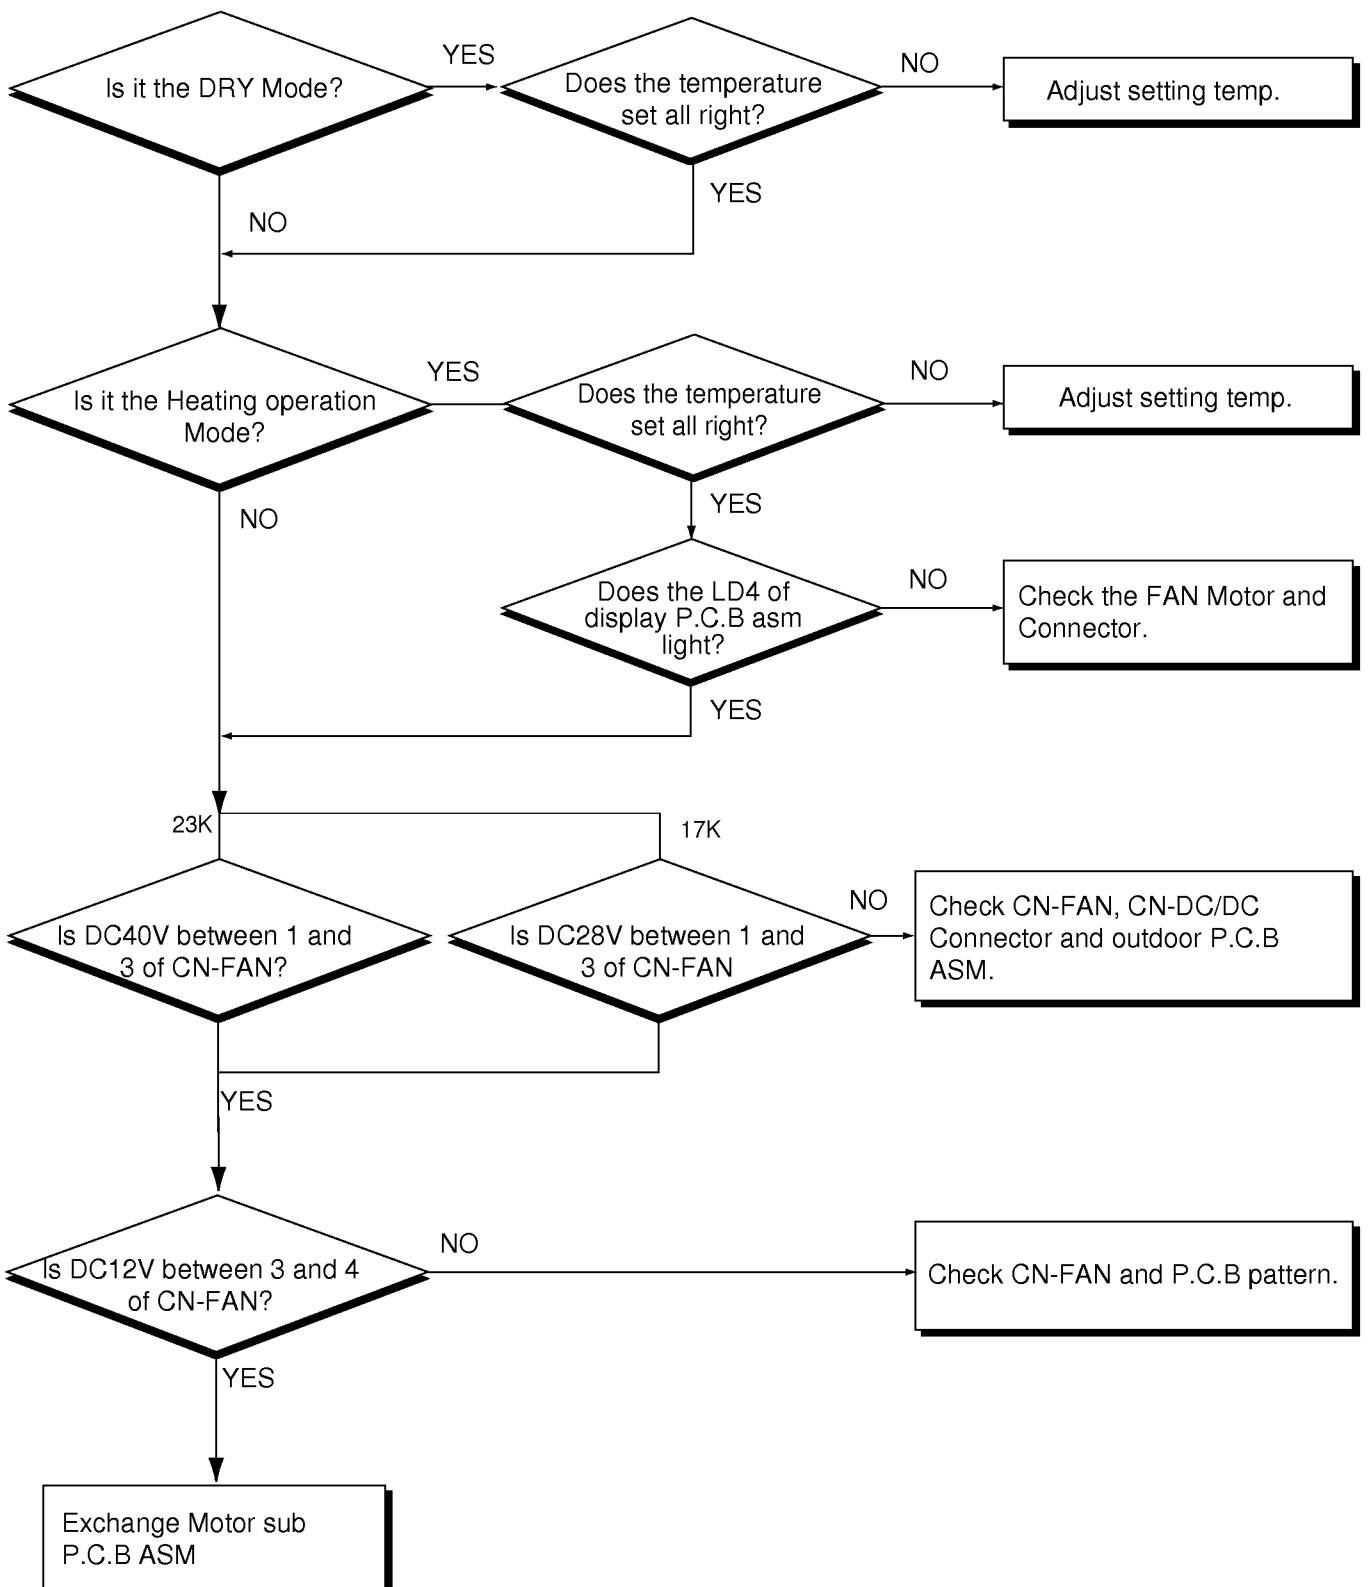 Is it the DRY Mode?
YES
Does the temperature
set all right?
NO
Adjust setting temp.
YES
NO
Is it the Heating operation
Mode?
YES
Does the temperature
set all right?
NO
Adjust setting temp.
YES
NO
Does the LD4 of
display P.C.B asm
light?
NO
Check the FAN Motor and
Connector.
YES
23K
17K
Is DC40V between 1 and
3 of CN-FAN?
Is DC28V between 1 and
3 of CN-FAN
NO
Check CN-FAN, CN-DC/DC
Connector and outdoor P.C.B
ASM.
YES
Is DC12V between 3 and 4
of CN-FAN?
NO
Check CN-FAN and P.C.B pattern.
YES
Exchange Motor sub
P.C.B ASM